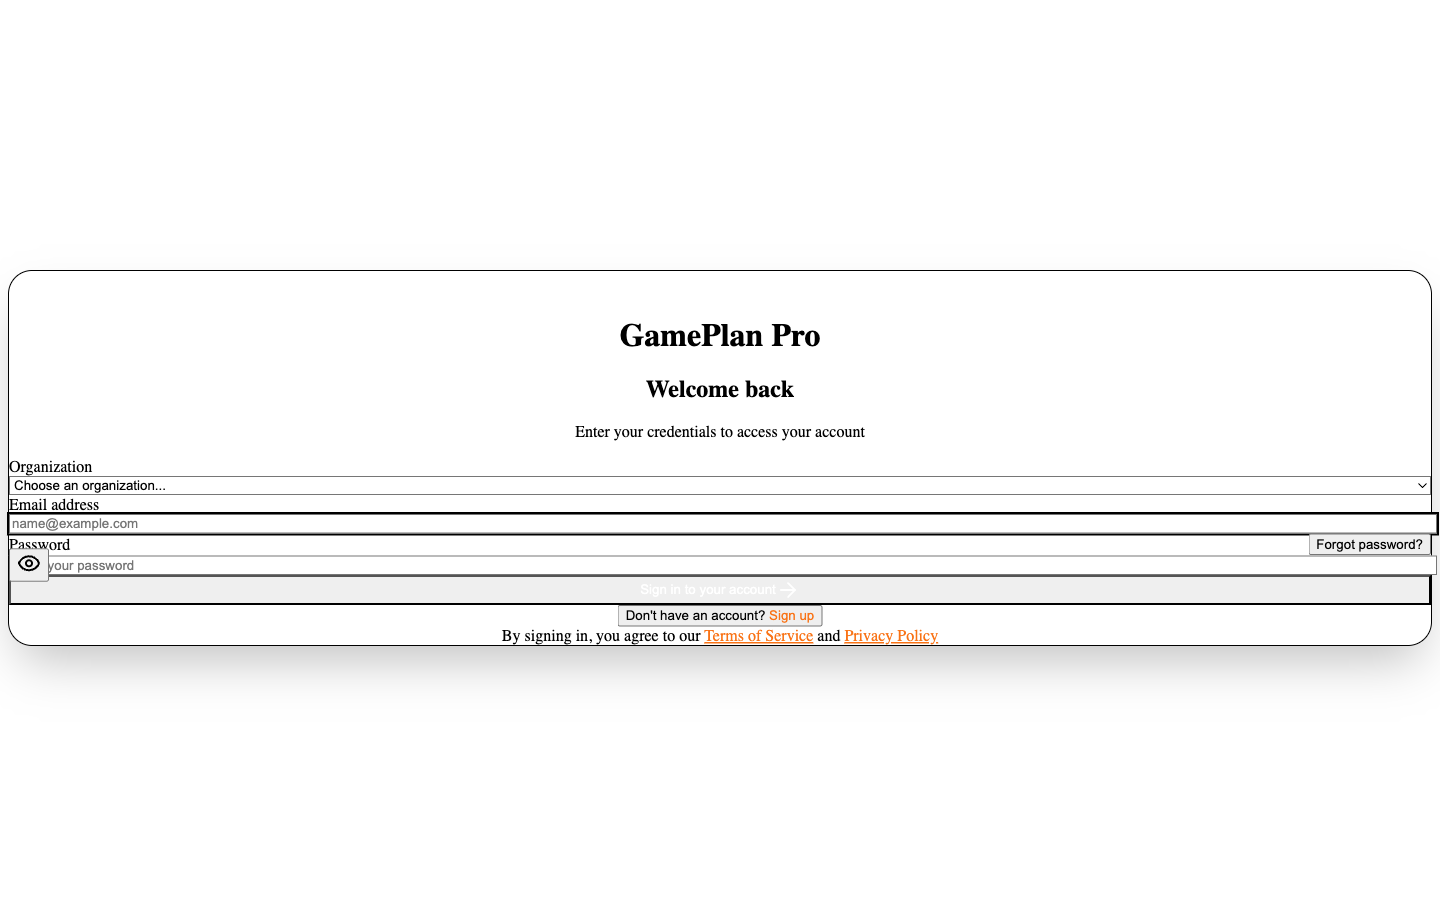 GamePlan Pro
Welcome back
Enter your credentials to access your account
Organization
Choose an organization...
Email address
name@example.com
Password
Forgot password?
your password
Sign in to your account
Don't have an account? Sign up
By signing in, you agree to our Terms of Service and Privacy Policy